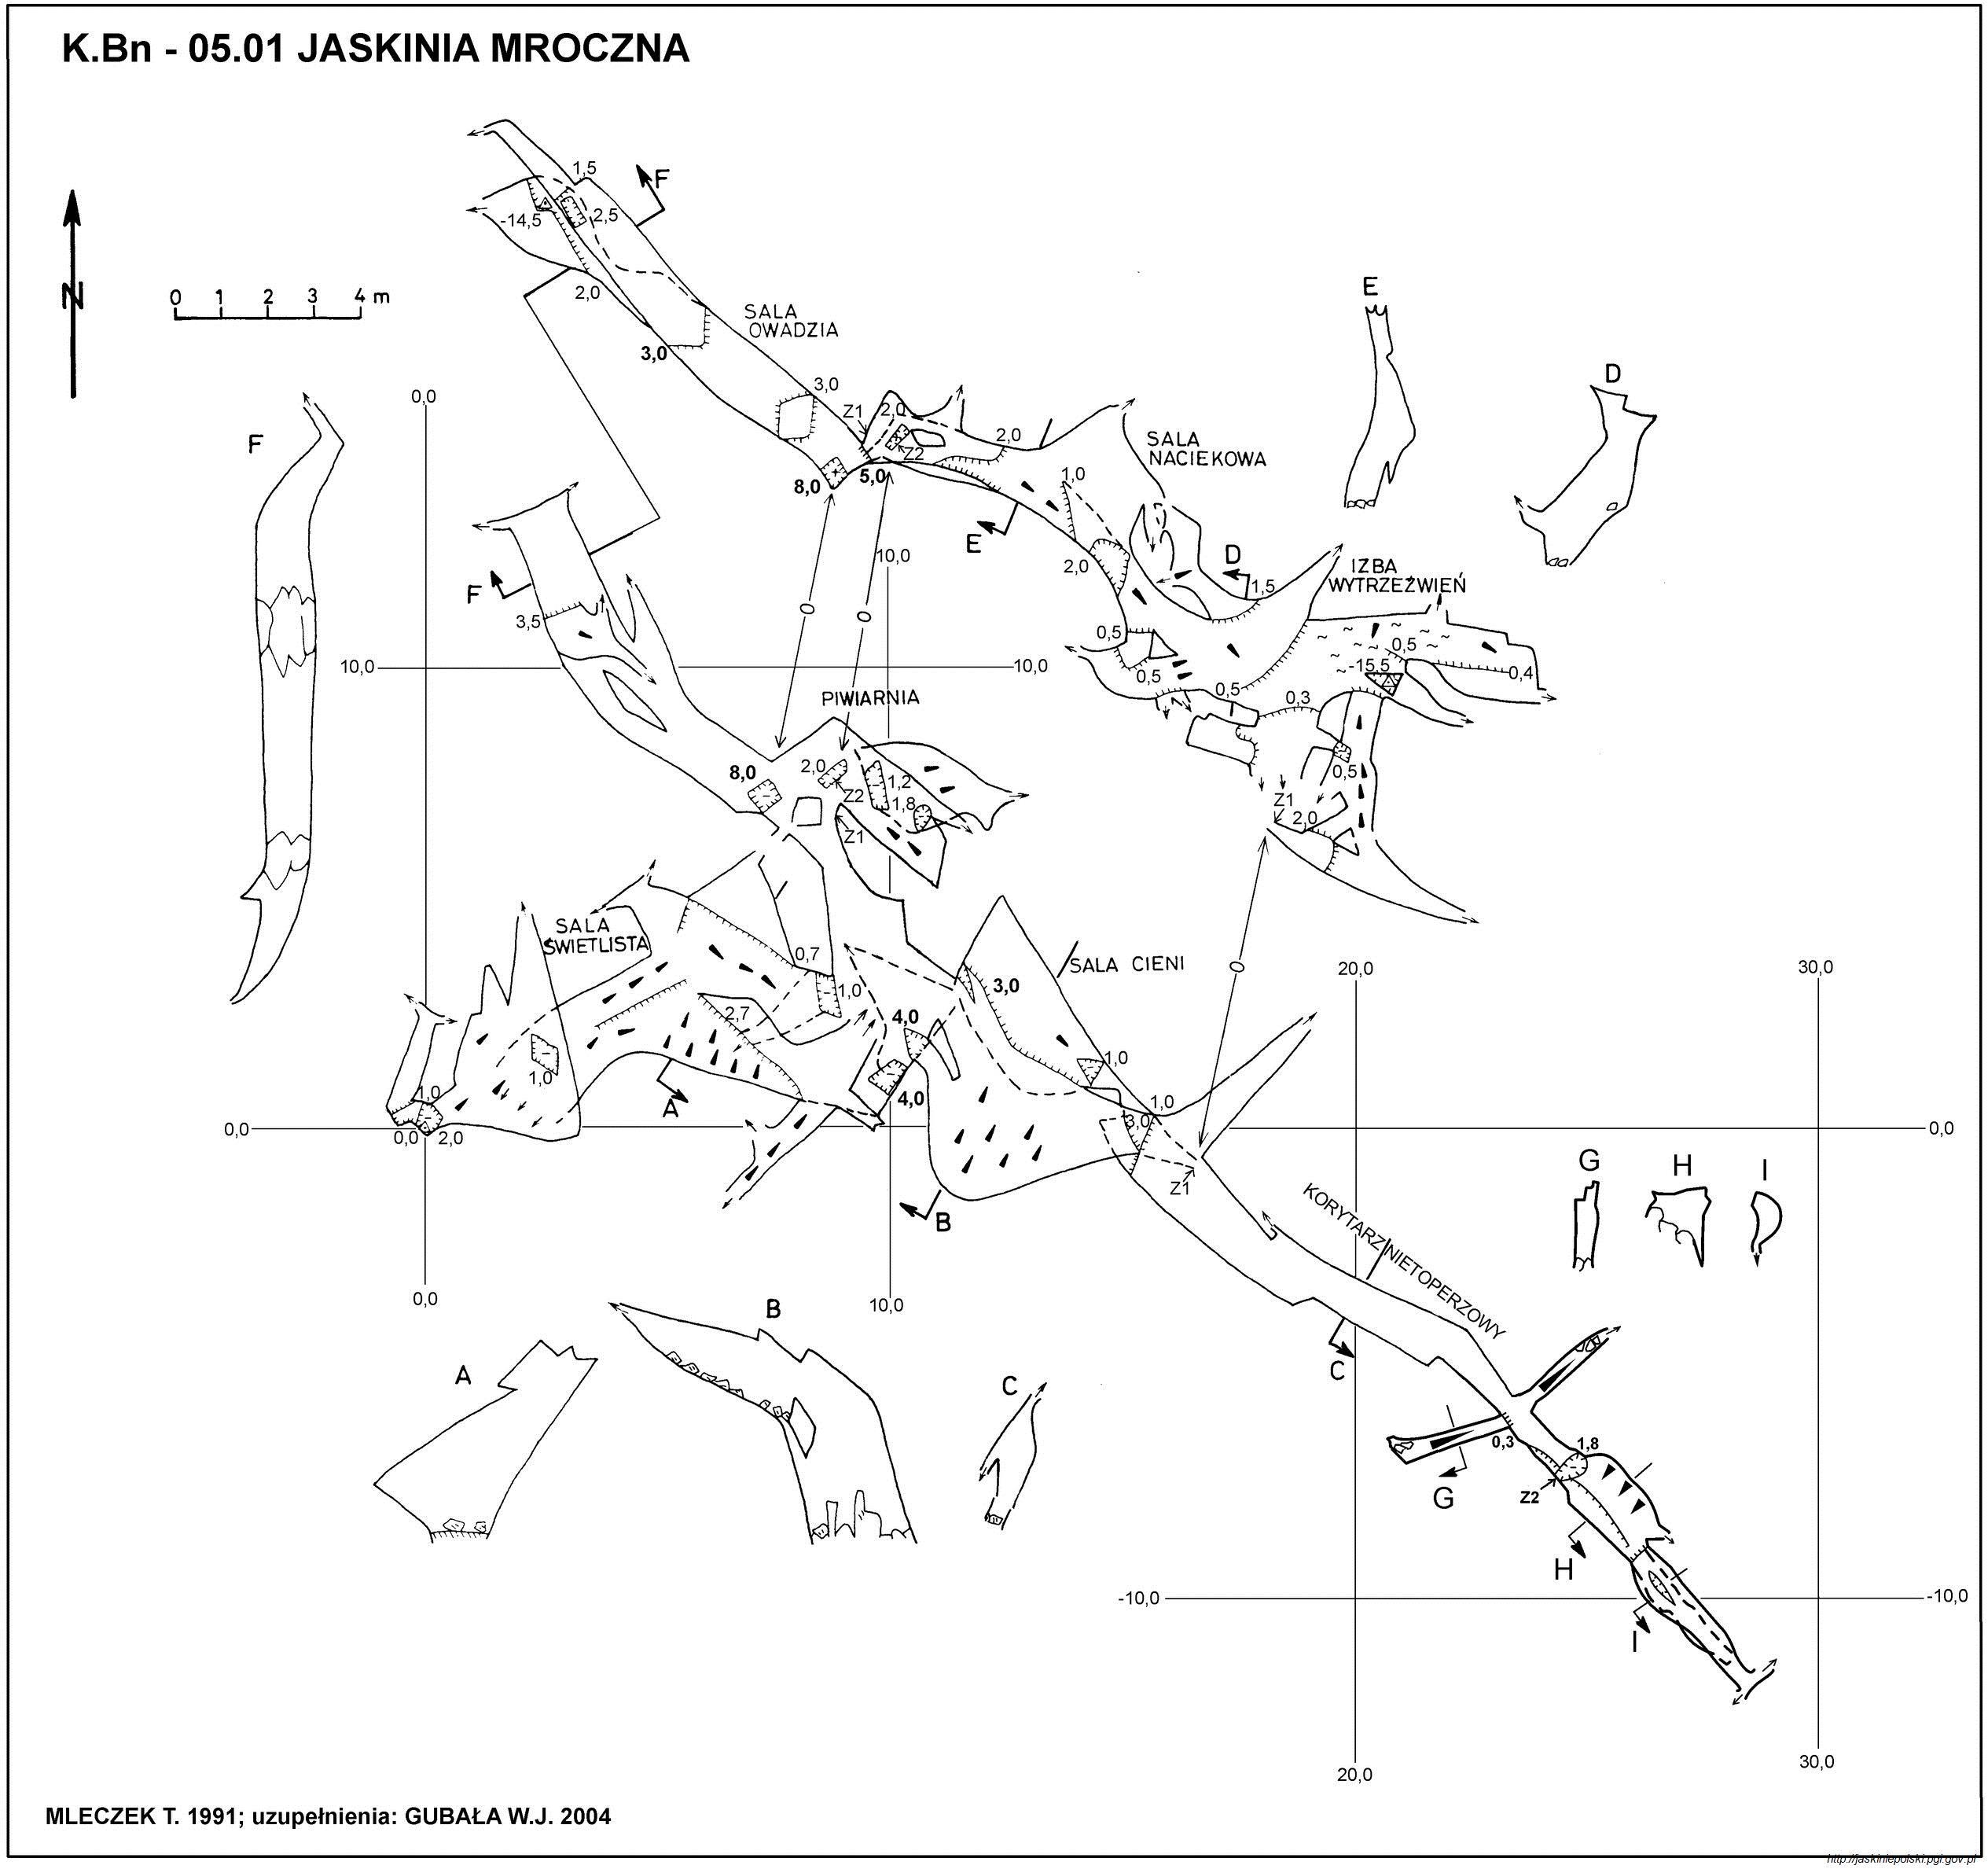 K.Bn - 05.01 JASKINIA MROCZNA
N
0 1 2 3 4 m
1,5
F
-14,5
2,5
2,0
SALA
OWADZIA
3,0
3,0
Z1
2,0
Z2
8,0
5,0
2,0
E
SALA
NACIEKOWA
1,0
2,0
E
D
D
1,5
IZBA
WYTRZEŹWIEŃ
0,5
0,5
0,5
0,5
-15,5
0,4
0,3
0,5
Z1
2,0
0,0
F
F
3,5
10,0
10,0
10,0
0
0
PIWIARNIA
8,0
2,0
Z2
1,2
1,8
Z1
0
SALA
ŚWIETLISTA
0,7
1,0
2,7
1,0
1,0
0,0
0,0
2,0
A
SALA CIENI
3,0
4,0
4,0
1,0
1,0
3,0
Z1
B
20,0
30,0
0,0
G
H
I
KORYTARZ NIETOPERZOWY
0,0
10,0
A
B
C
C
0,3
1,8
G
Z2
H
I
-10,0
-10,0
20,0
30,0
MLECZEK T. 1991; uzupełnienia: GUBAŁA W.J. 2004
http://jaskiniepolski.pgi.gov.pl